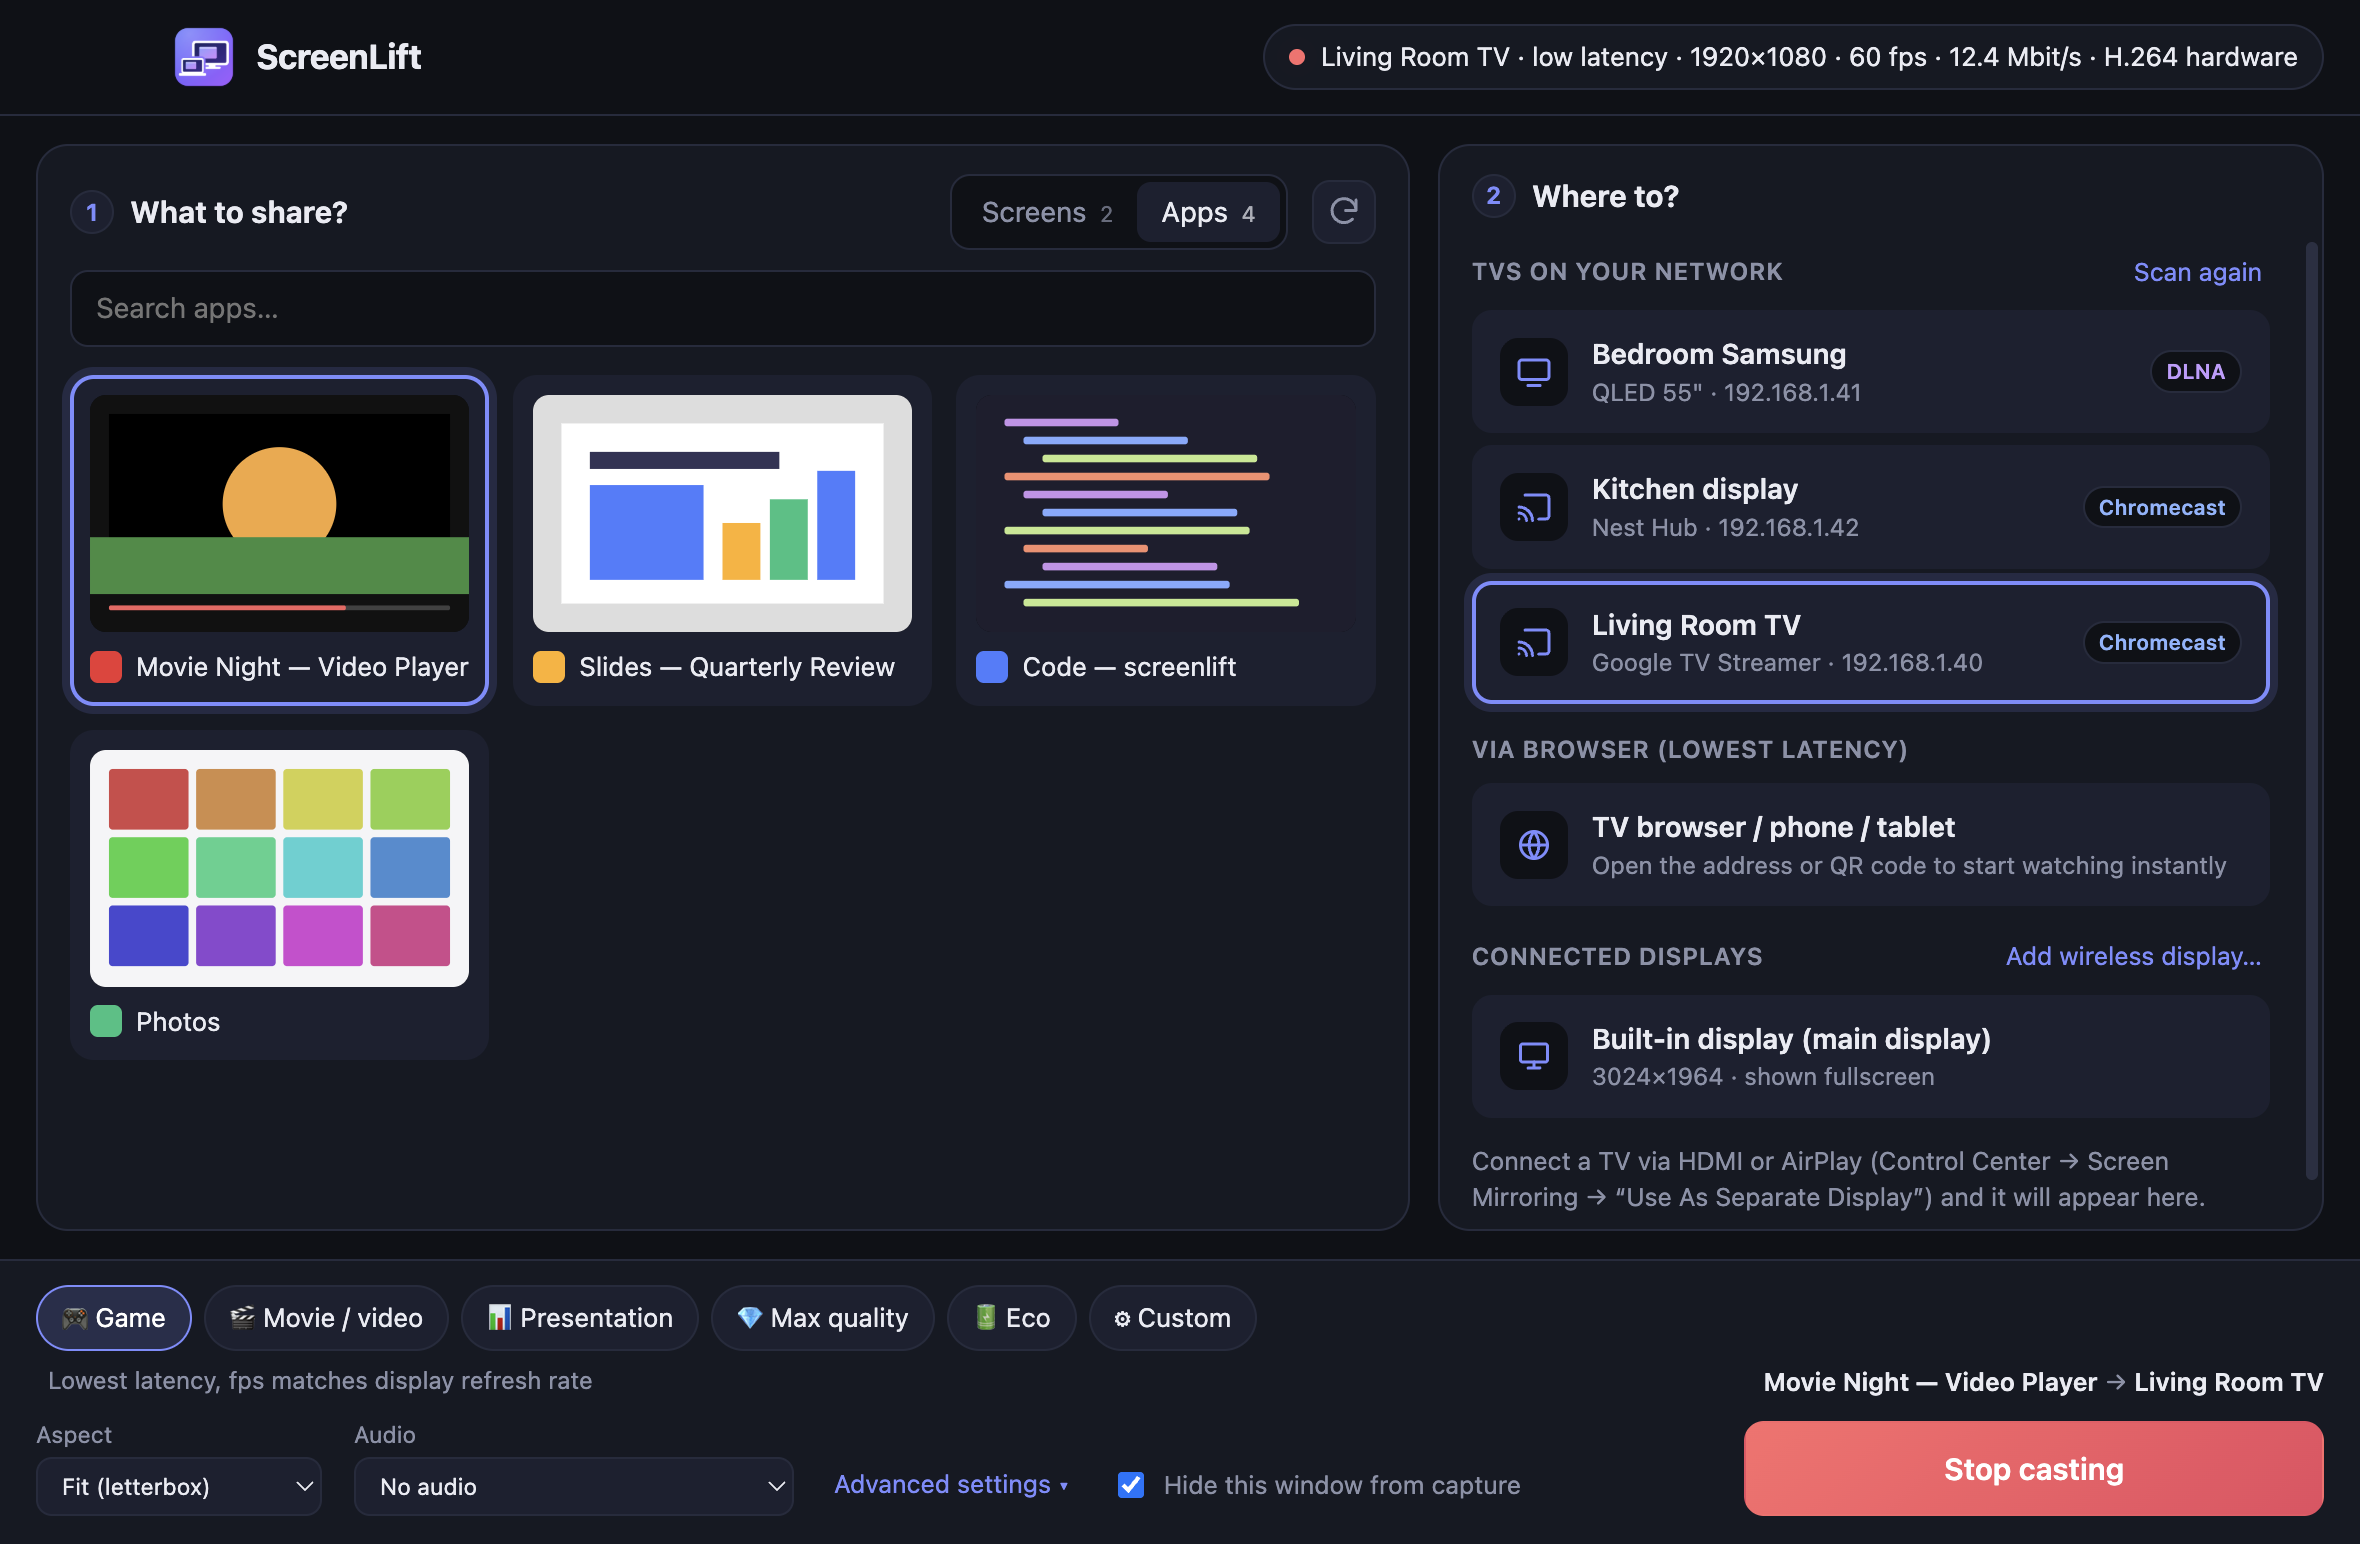 ScreenLift
Living Room TV · low latency · 1920×1080 · 60 fps · 12.4 Mbit/s · H.264 hardware
1 What to share?
Screens 2
Apps 4
Search apps...
Movie Night — Video Player
Slides — Quarterly Review
Code — screenlift
Photos
2 Where to?
TVS ON YOUR NETWORK
Scan again
Bedroom Samsung
QLED 55" · 192.168.1.41
DLNA
Kitchen display
Nest Hub · 192.168.1.42
Chromecast
Living Room TV
Google TV Streamer · 192.168.1.40
Chromecast
VIA BROWSER (LOWEST LATENCY)
TV browser / phone / tablet
Open the address or QR code to start watching instantly
CONNECTED DISPLAYS
Add wireless display...
Built-in display (main display)
3024×1964 · shown fullscreen
Connect a TV via HDMI or AirPlay (Control Center → Screen
Mirroring → “Use As Separate Display”) and it will appear here.
🎮 Game
🎬 Movie / video
📊 Presentation
💎 Max quality
🔋 Eco
⚙ Custom
Lowest latency, fps matches display refresh rate
Aspect
Fit (letterbox)
Audio
No audio
Advanced settings ▾
Hide this window from capture
Movie Night — Video Player → Living Room TV
Stop casting